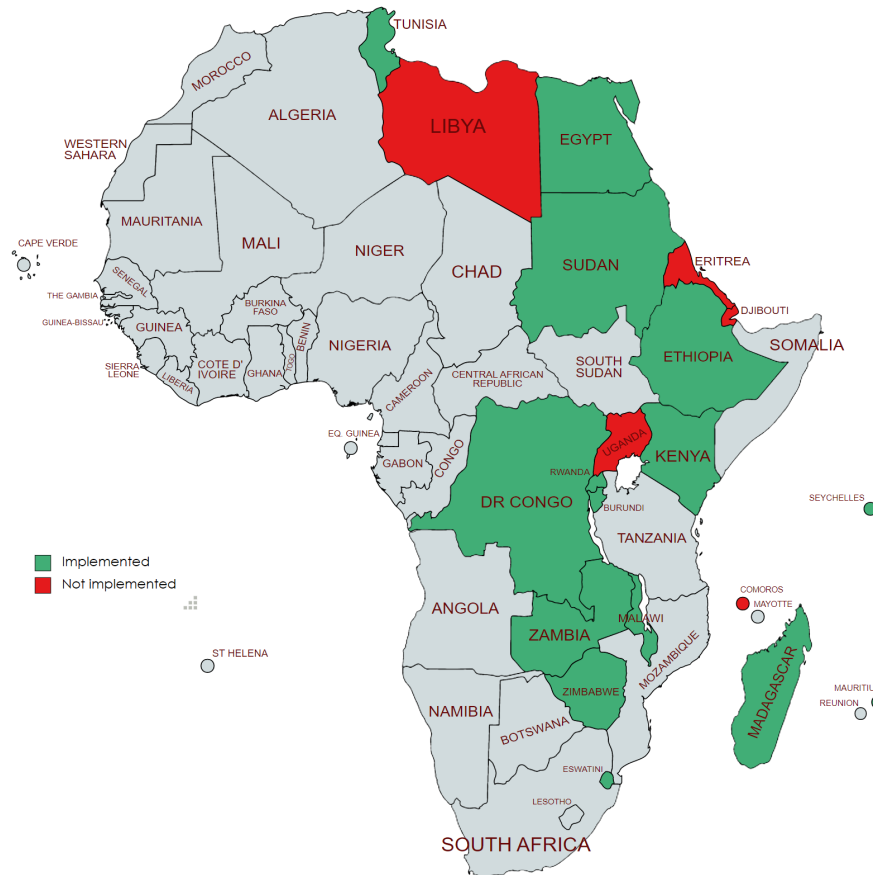 TUNISIA
MOROCCO
ALGERIA
LIBYA
EGYPT
WESTERN
SAHARA
MAURITANIA
MALI
NIGER
CHAD
SUDAN
ERITREA
CAPE VERDE
SENEGAL
THE GAMBIA
GUINEA-BISSAU
GUINEA
BURKINA
FASO
BENIN
DJIBOUTI
SIERRA
LEONE
LIBERIA
COTE D'
IVOIRE
GHANA
TOGO
NIGERIA
CAMEROON
CENTRAL AFRICAN
REPUBLIC
SOUTH
SUDAN
ETHIOPIA
SOMALIA
EQ. GUINEA
GABON
CONGO
UGANDA
KENYA
RWANDA
DR CONGO
BURUNDI
SEYCHELLES
TANZANIA
Implemented
Not implemented
COMOROS
MAYOTTE
ANGOLA
MALAWI
ZAMBIA
MOZAMBIQUE
ST HELENA
ZIMBABWE
MADAGASCAR
MAURITIU
REUNION
NAMIBIA
BOTSWANA
ESWATINI
LESOTHO
SOUTH AFRICA